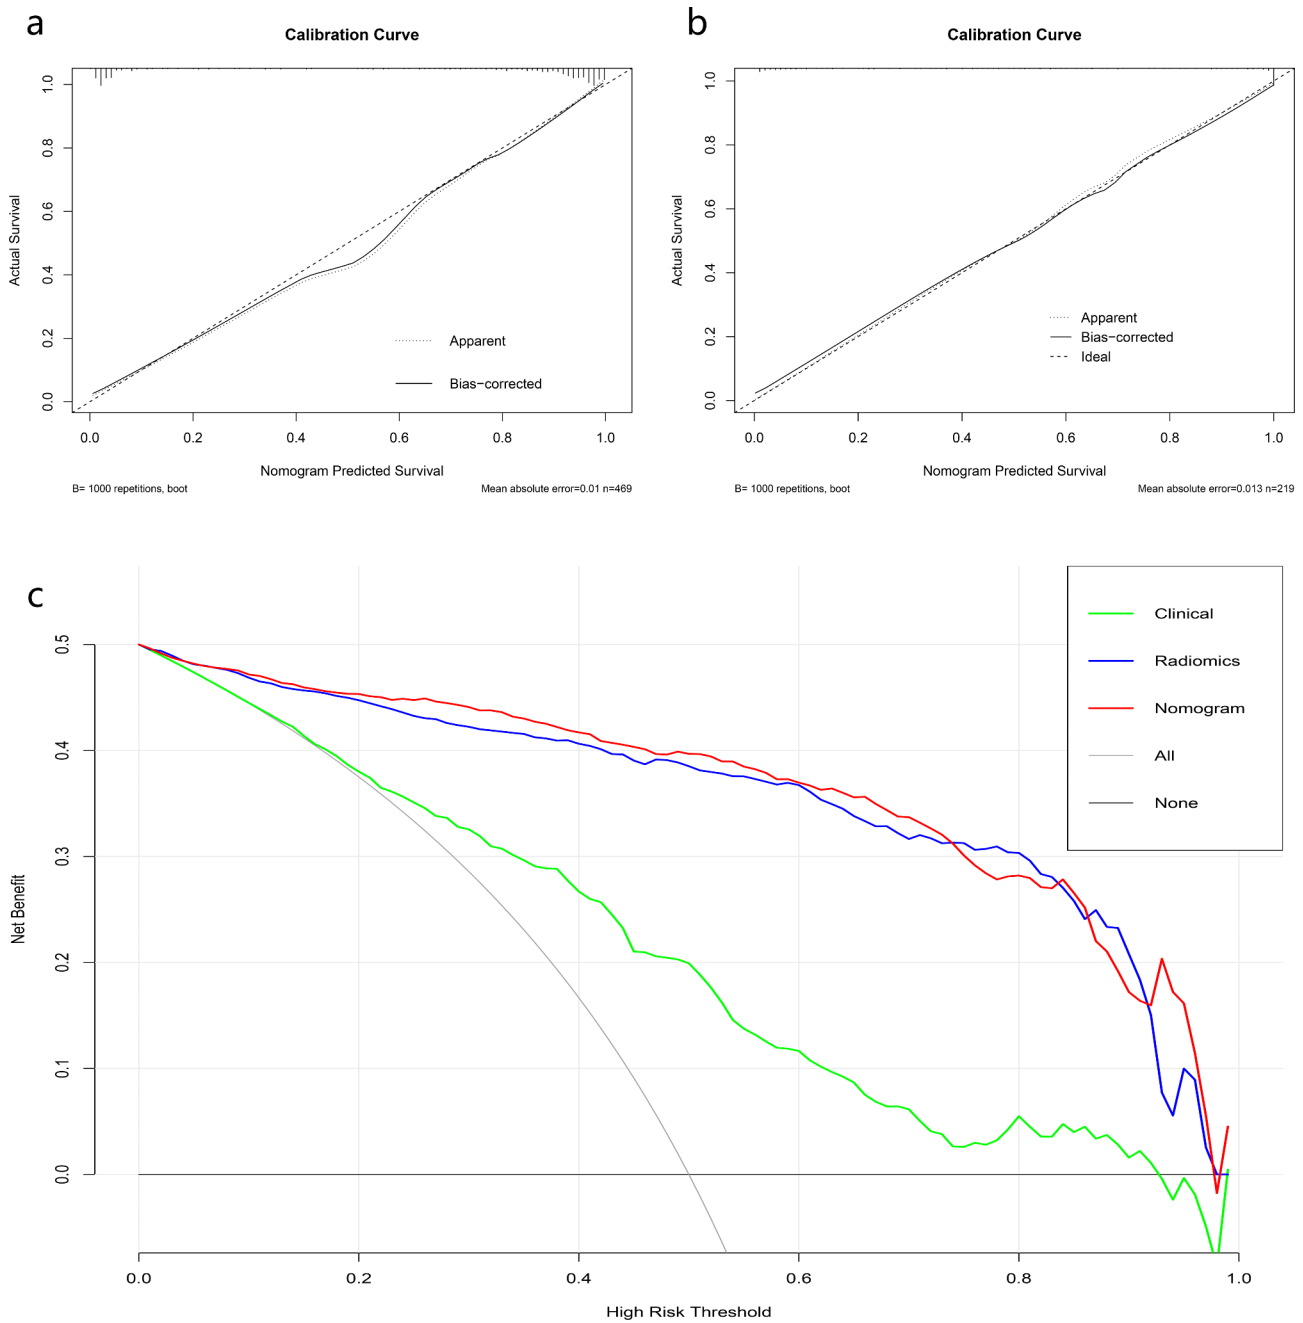 a
Calibration Curve
1.0
0.8
0.6
0.4
0.2
0.0
Actual Survival
Apparent
Bias−corrected
0.0 0.2 0.4 0.6 0.8 1.0
Nomogram Predicted Survival
B= 1000 repetitions, boot
Mean absolute error=0.01 n=469
b
Calibration Curve
1.0
0.8
0.6
0.4
0.2
0.0
Actual Survival
Apparent
Bias−corrected
Ideal
0.0 0.2 0.4 0.6 0.8 1.0
Nomogram Predicted Survival
B= 1000 repetitions, boot
Mean absolute error=0.013 n=219
c
Clinical
Radiomics
Nomogram
All
None
0.5
0.4
0.3
0.2
0.1
0.0
Net Benefit
0.0 0.2 0.4 0.6 0.8 1.0
High Risk Threshold